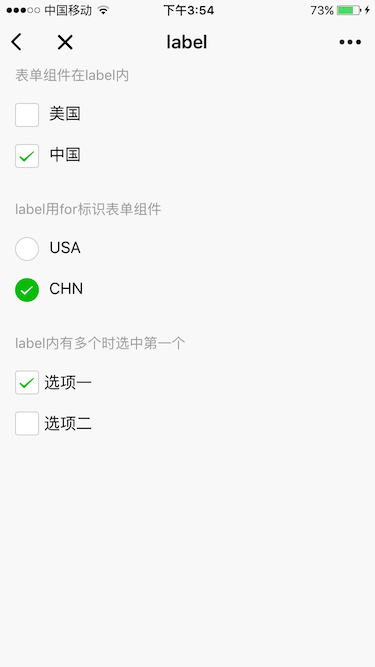 中国移动 下午3:54 73%
label
表单组件在label内
美国
中国
label用for标识表单组件
USA
CHN
label内有多个时选中第一个
选项一
选项二